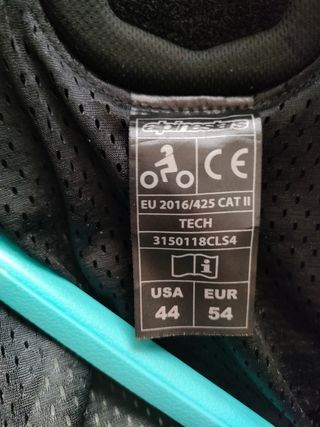 alpinestars
CE
EU 2016/425 CAT II
TECH
3150118CLS4
i
USA EUR
44 54